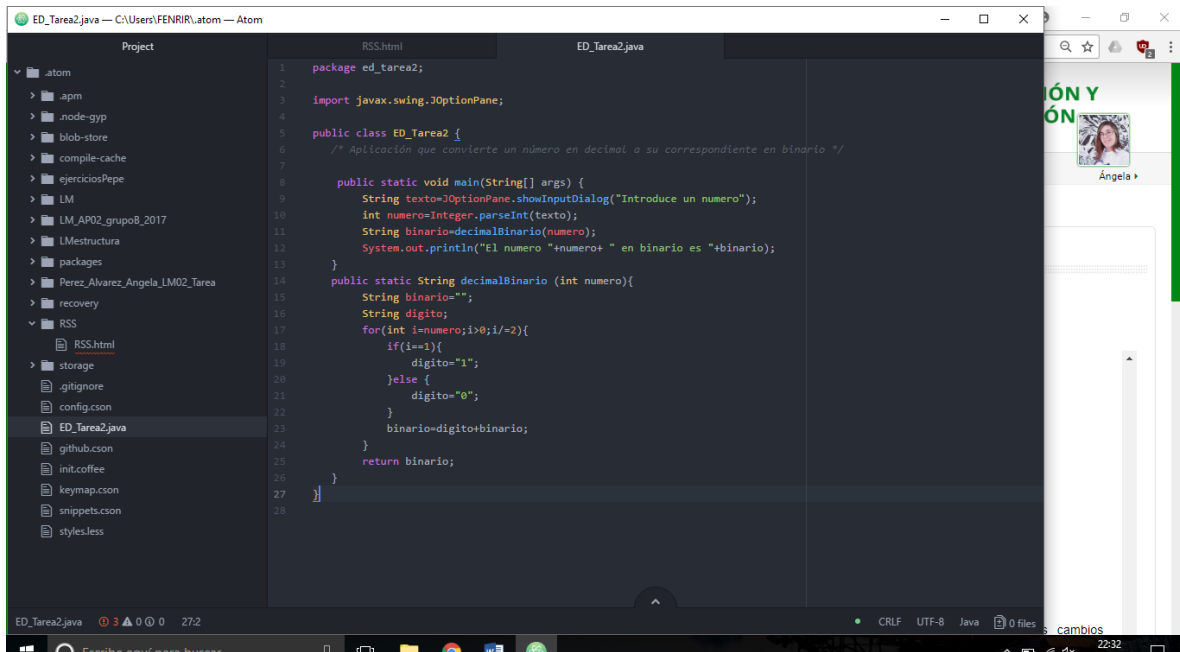 ED_Tarea2.java — C:\Users\FENRIR\.atom — Atom
Project
RSS.html
ED_Tarea2.java
.atom
.apm
.node-gyp
blob-store
compile-cache
ejerciciosPepe
LM
LM_AP02_grupoB_2017
LMestructura
packages
Perez_Alvarez_Angela_LM02_Tarea
recovery
RSS
RSS.html
storage
.gitignore
config.cson
ED_Tarea2.java
github.cson
init.coffee
keymap.cson
snippets.cson
styles.less
1 package ed_tarea2;
2
3 import javax.swing.JOptionPane;
4
5 public class ED_Tarea2 {
6 /* Aplicación que convierte un número en decimal a su correspondiente en binario */
7
8 public static void main(String[] args) {
9 String texto=JOptionPane.showInputDialog("Introduce un numero");
10 int numero=Integer.parseInt(texto);
11 String binario=decimalBinario(numero);
12 System.out.println("El numero "+numero+ " en binario es "+binario);
13 }
14 public static String decimalBinario (int numero){
15 String binario="";
16 String digito;
17 for(int i=numero;i>0;i/=2){
18 if(i==1){
19 digito="1";
20 }else {
21 digito="0";
22 }
23 binario=digito+binario;
24 }
25 return binario;
26 }
27 }
28
ED_Tarea2.java 3 0 0 27:2
CRLF UTF-8 Java 0 files
IÓN Y
ÓN
Ángela
2
cambios
Escribe aquí para buscar
22:32